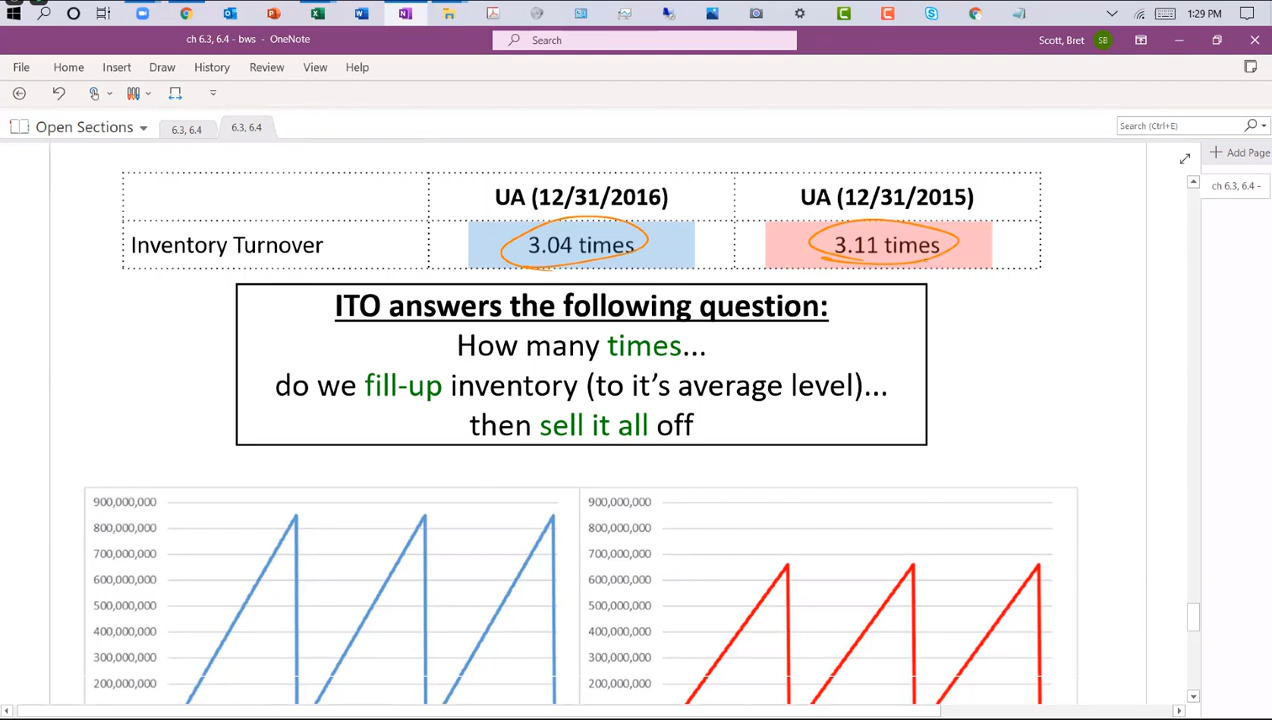 1:29 PM
ch 6.3, 6.4 - bws - OneNote
Search
Scott, Bret
SB
File Home Insert Draw History Review View Help
Open Sections
6.3, 6.4
6.3, 6.4
Search (Ctrl+E)
Add Page
ch 6.3, 6.4 -
UA (12/31/2016) UA (12/31/2015)
Inventory Turnover 3.04 times 3.11 times
ITO answers the following question:
How many times...
do we fill-up inventory (to it's average level)...
then sell it all off
900,000,000
800,000,000
700,000,000
600,000,000
500,000,000
400,000,000
300,000,000
200,000,000
900,000,000
800,000,000
700,000,000
600,000,000
500,000,000
400,000,000
300,000,000
200,000,000